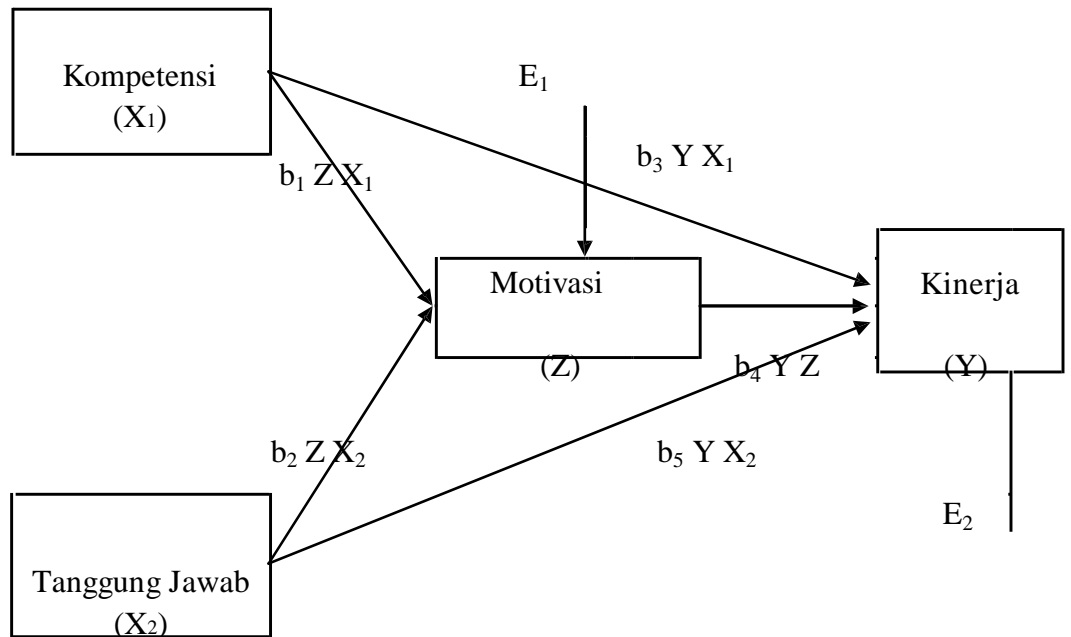 Kompetensi
(X₁)
E₁
b₃ Y X₁
b₁ Z X₁
Motivasi
(Z)
Kinerja
(Y)
b₄ Y Z
b₂ Z X₂
b₅ Y X₂
E₂
Tanggung Jawab
(X₂)